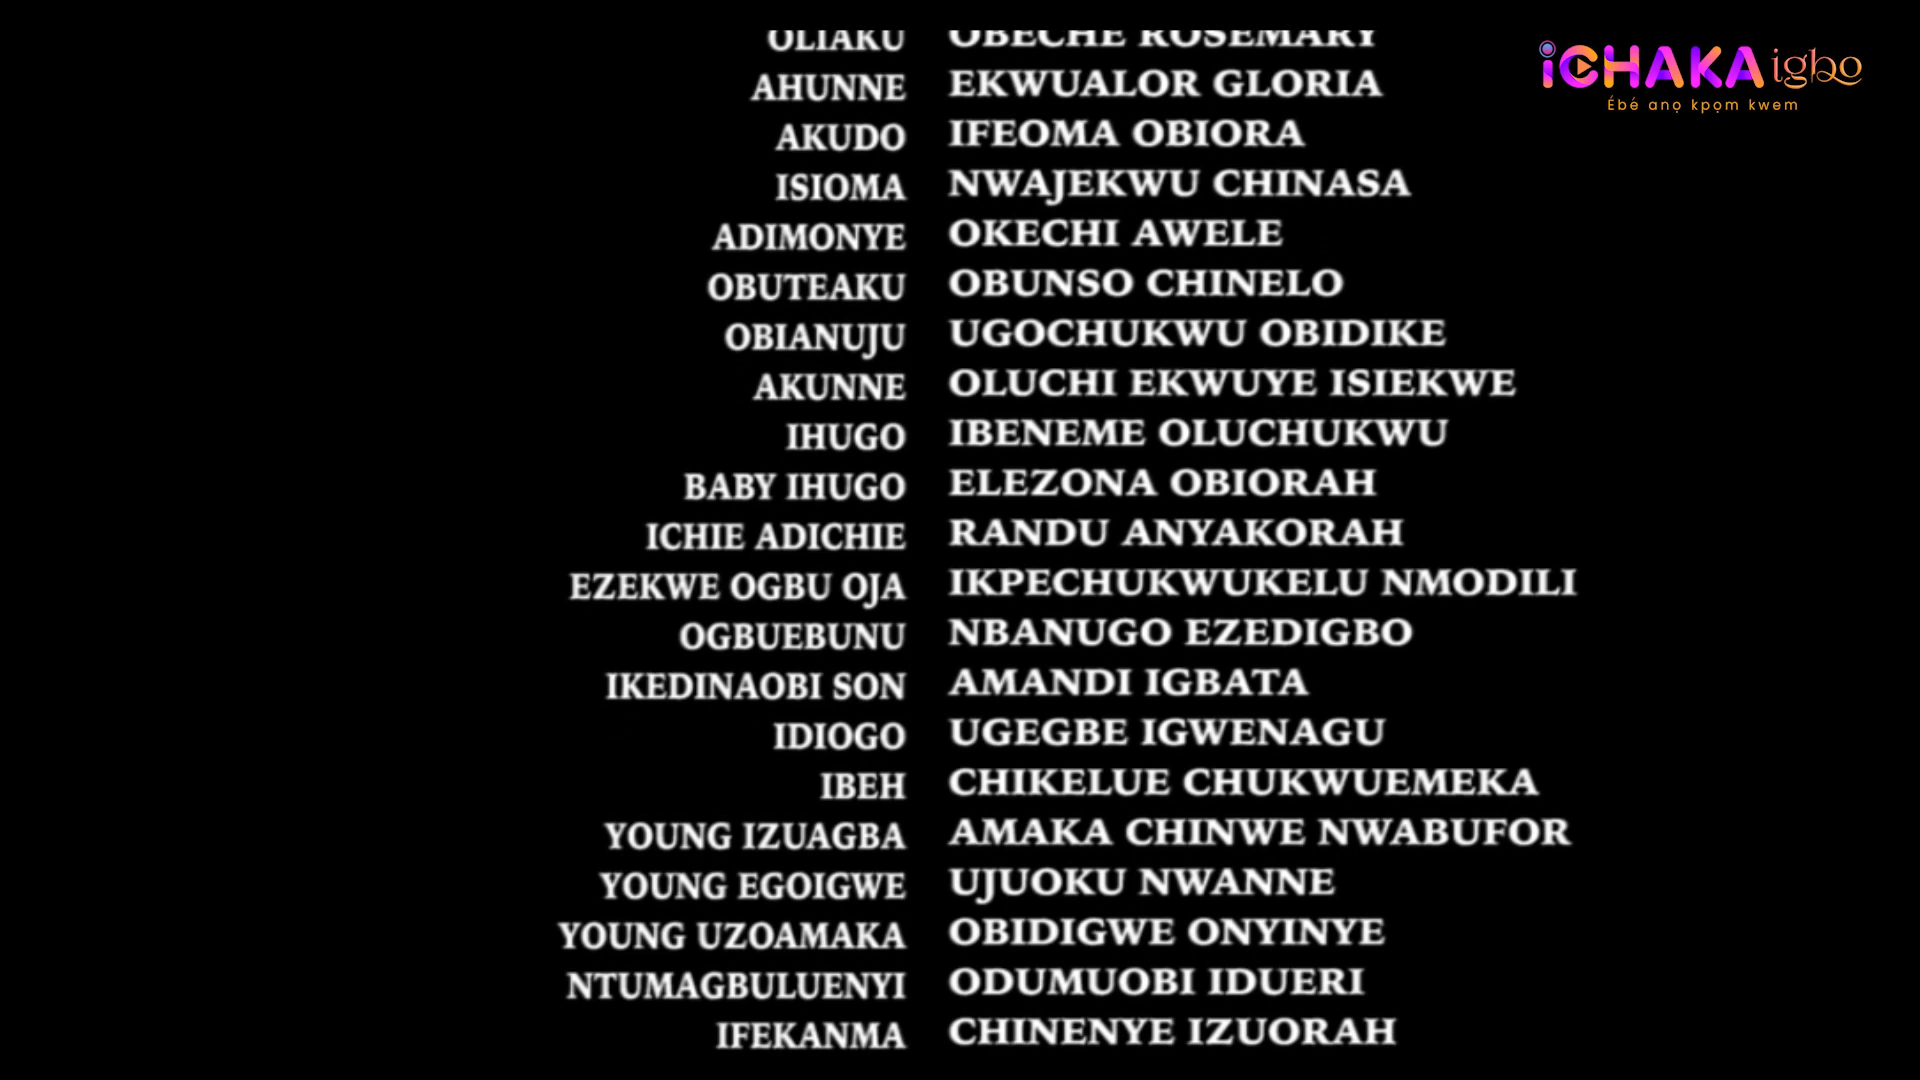 OLIAKU OBECHE ROSEMARY
AHUNNE EKWUALOR GLORIA
AKUDO IFEOMA OBIORA
ISIOMA NWAJEKWU CHINASA
ADIMONYE OKECHI AWELE
OBUTEAKU OBUNSO CHINELO
OBIANUJU UGOCHUKWU OBIDIKE
AKUNNE OLUCHI EKWUYE ISIEKWE
IHUGO IBENEME OLUCHUKWU
BABY IHUGO ELEZONA OBIORAH
ICHIE ADICHIE RANDU ANYAKORAH
EZEKWE OGBU OJA IKPECHUKWUKELU NMODILI
OGBUEBUNU NBANUGO EZEDIGBO
IKEDINAOBI SON AMANDI IGBATA
IDIOGO UGEGBE IGWENAGU
IBEH CHIKELUE CHUKWUEMEKA
YOUNG IZUAGBA AMAKA CHINWE NWABUFOR
YOUNG EGOIGWE UJUOKU NWANNE
YOUNG UZOAMAKA OBIDIGWE ONYINYE
NTUMAGBULUENYI ODUMUOBI IDUERI
IFEKANMA CHINENYE IZUORAH
iCHAKA igbo
Ébé anọ kpọm kwem